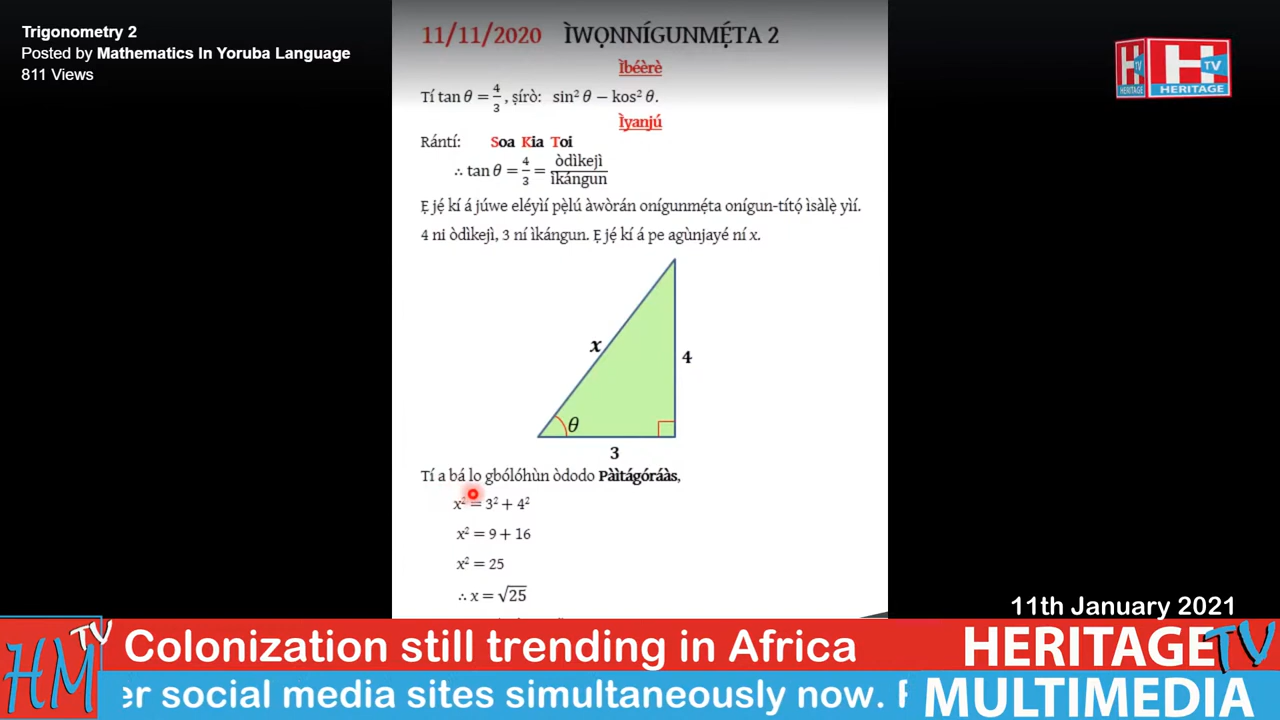 Trigonometry 2
Posted by Mathematics In Yoruba Language
811 Views
11/11/2020 ÌWỌNNÍGUNMẸ́TA 2
Ìbéèrè
Tí tan θ = 4/3, ṣírò: sin² θ − kos² θ.
Ìyanjú
Rántí: Soa Kia Toi
∴ tan θ = 4/3 = òdìkejì/ìkángun
Ẹ jẹ́ kí á júwe eléyìí pẹ̀lú àwòrán onígunmẹ́ta onígun-títọ́ ìsàlẹ̀ yìí.
4 ni òdìkejì, 3 ní ìkángun. Ẹ jẹ́ kí á pe agùnjayé ní x.
x
4
θ
3
Tí a bá lo gbólóhùn òdodo Pàìtágóráàs,
x² = 3² + 4²
x² = 9 + 16
x² = 25
∴ x = √25
H TV HERITAGE
H TV HERITAGE
11th January 2021
HM TV
Colonization still trending in Africa
er social media sites simultaneously now.
HERITAGE TV
MULTIMEDIA